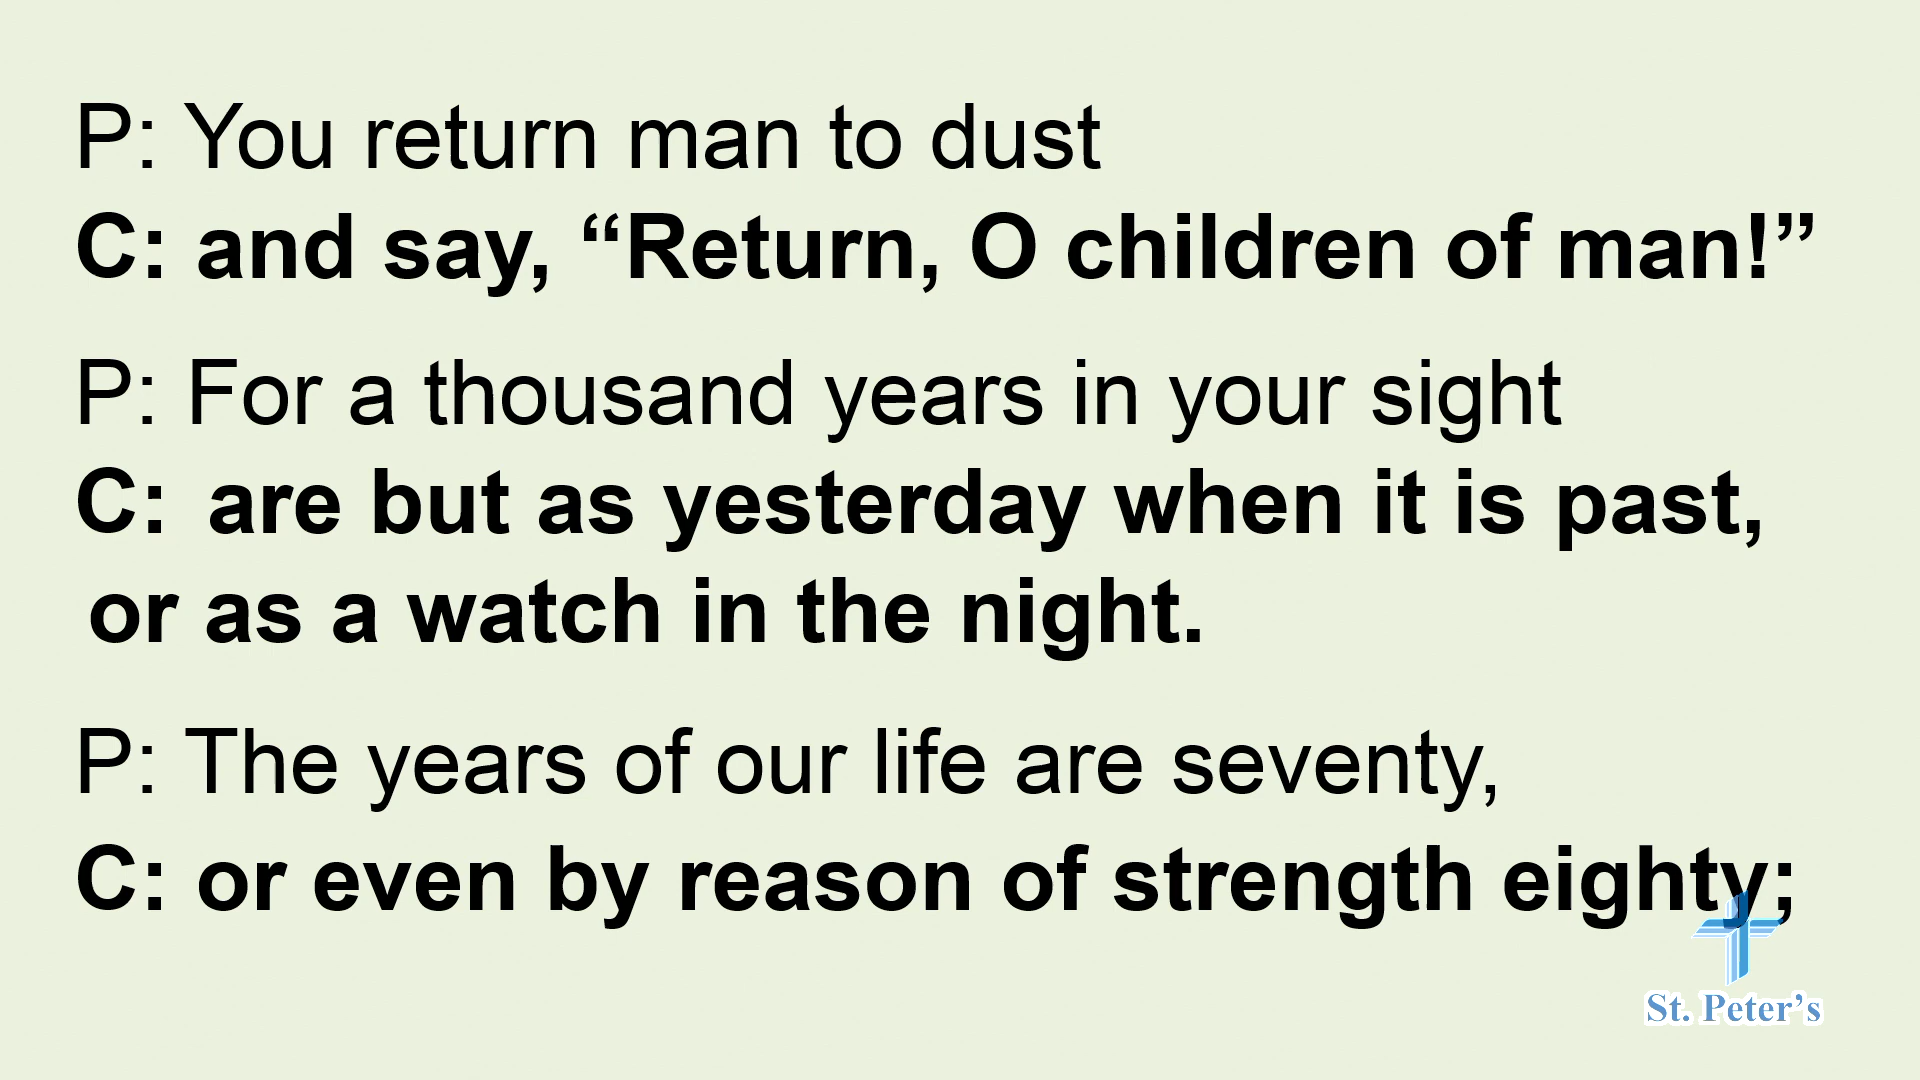 P: You return man to dust
C: and say, “Return, O children of man!”
P: For a thousand years in your sight
C: are but as yesterday when it is past,
or as a watch in the night.
P: The years of our life are seventy,
C: or even by reason of strength eighty;
St. Peter’s